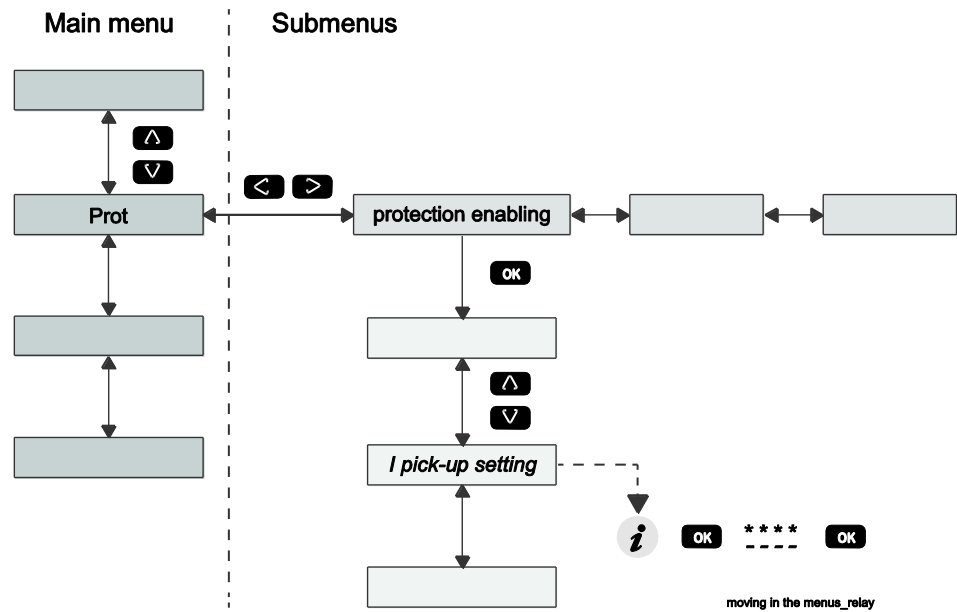 Main menu
Submenus
Prot
protection enabling
OK
I pick-up setting
i
OK
* * * *
- - - -
OK
moving in the menus_relay